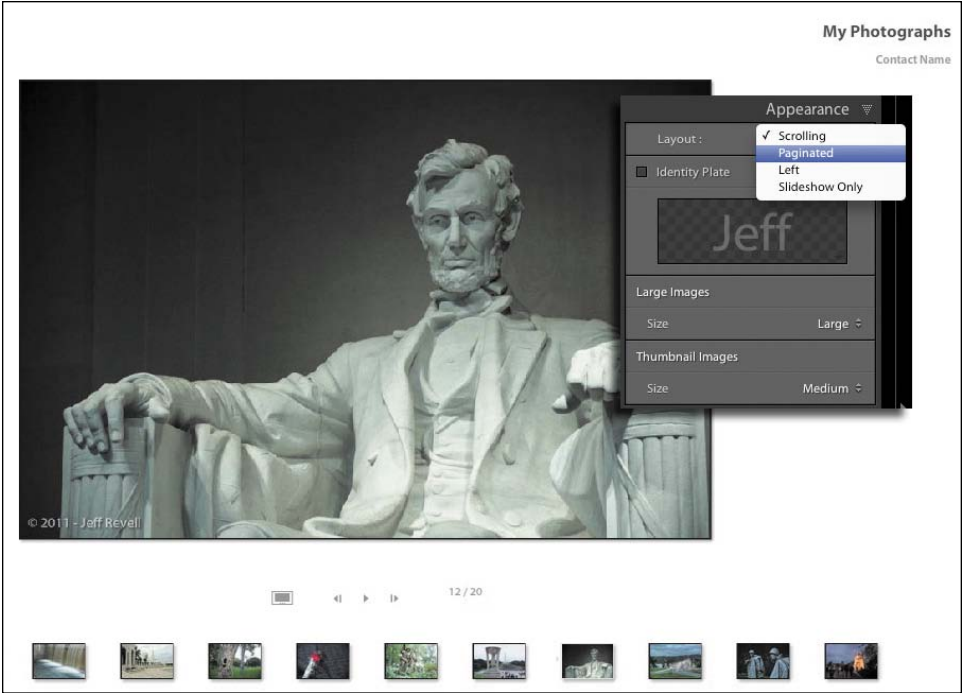 My Photographs
Contact Name
Appearance
Layout :
✓ Scrolling
Paginated
Left
Slideshow Only
Identity Plate
Jeff
Large Images
Size Large
Thumbnail Images
Size Medium
© 2011 - Jeff Revell
12 / 20